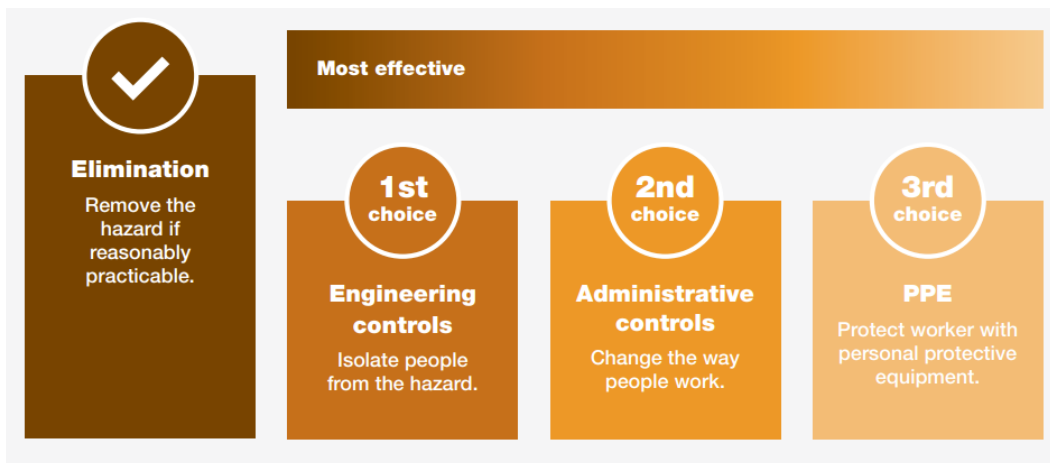 Elimination
Remove the
hazard if
reasonably
practicable.
Most effective
1st
choice
Engineering
controls
Isolate people
from the hazard.
2nd
choice
Administrative
controls
Change the way
people work.
3rd
choice
PPE
Protect worker with
personal protective
equipment.